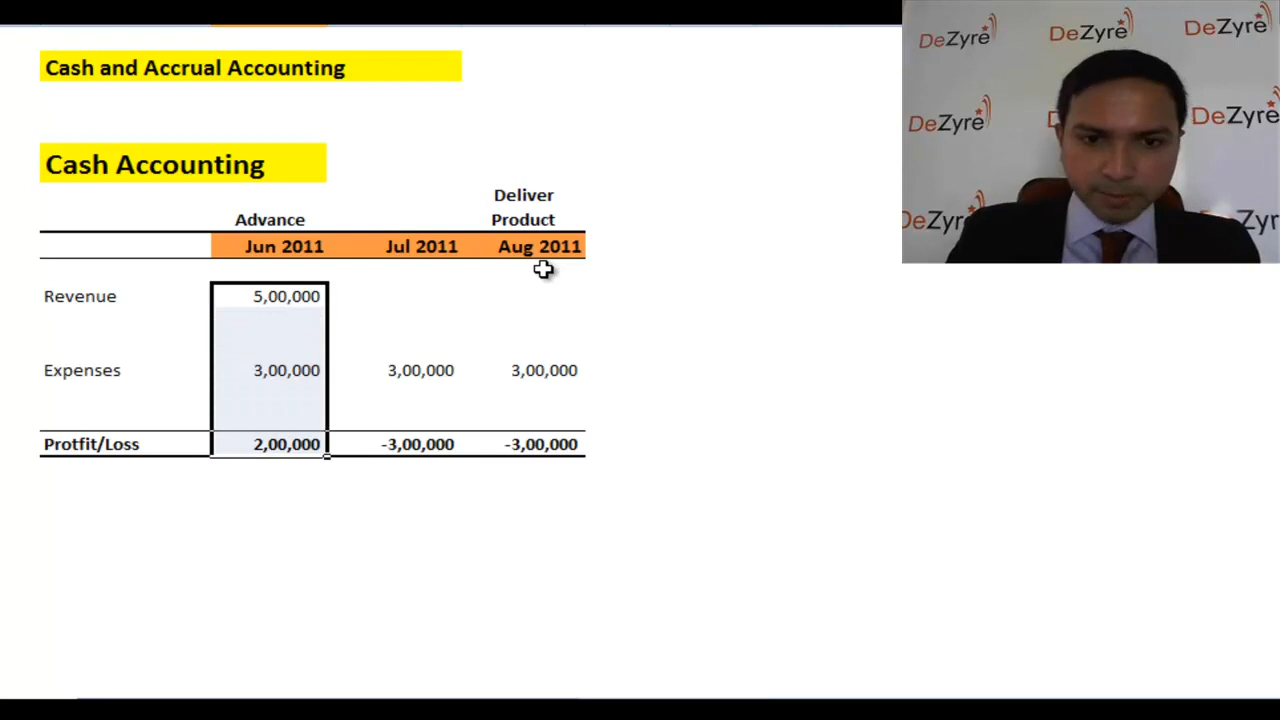 Cash and Accrual Accounting
Cash Accounting
Deliver
Advance Product
Jun 2011 Jul 2011 Aug 2011
Revenue 5,00,000
Expenses 3,00,000 3,00,000 3,00,000
Protfit/Loss 2,00,000 -3,00,000 -3,00,000
DeZyre DeZyre DeZyre
DeZyre D DeZyre
DeZyre Zyr